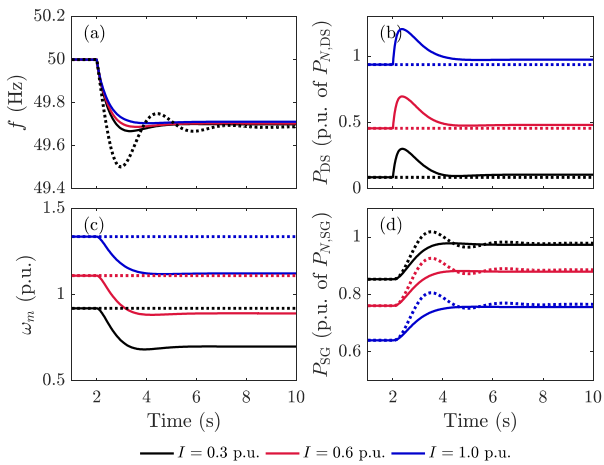 50.2
50
49.8
49.6
49.4
f (Hz)
(a)
1
0.5
0
P_DS (p.u. of P_N,DS)
(b)
1.5
1
0.5
ω_m (p.u.)
(c)
2 4 6 8 10
Time (s)
1
0.8
0.6
P_SG (p.u. of P_N,SG)
(d)
2 4 6 8 10
Time (s)
I = 0.3 p.u. I = 0.6 p.u. I = 1.0 p.u.